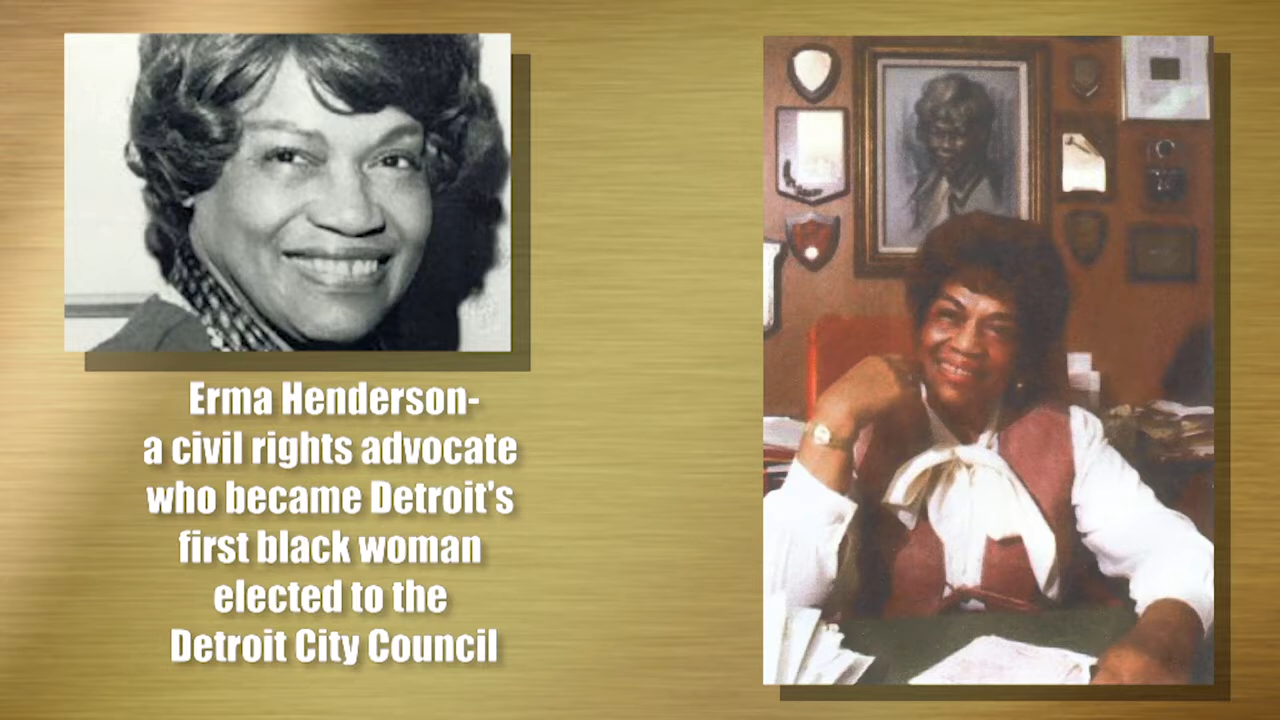 Erma Henderson-
a civil rights advocate
who became Detroit's
first black woman
elected to the
Detroit City Council